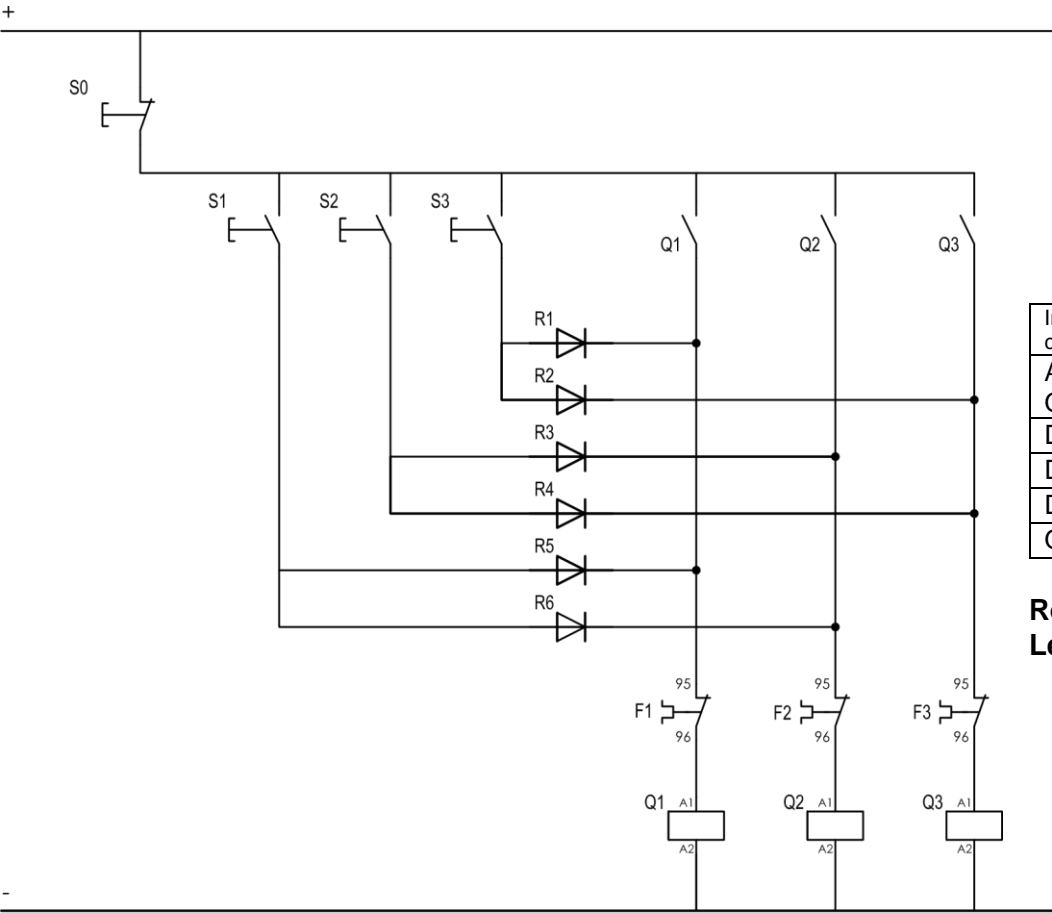 +
S0
S1 S2 S3
Q1 Q2 Q3
R1
R2
R3
R4
R5
R6
95 95 95
F1 F2 F3
96 96 96
Q1 A1 Q2 A1 Q3 A1
A2 A2 A2
-